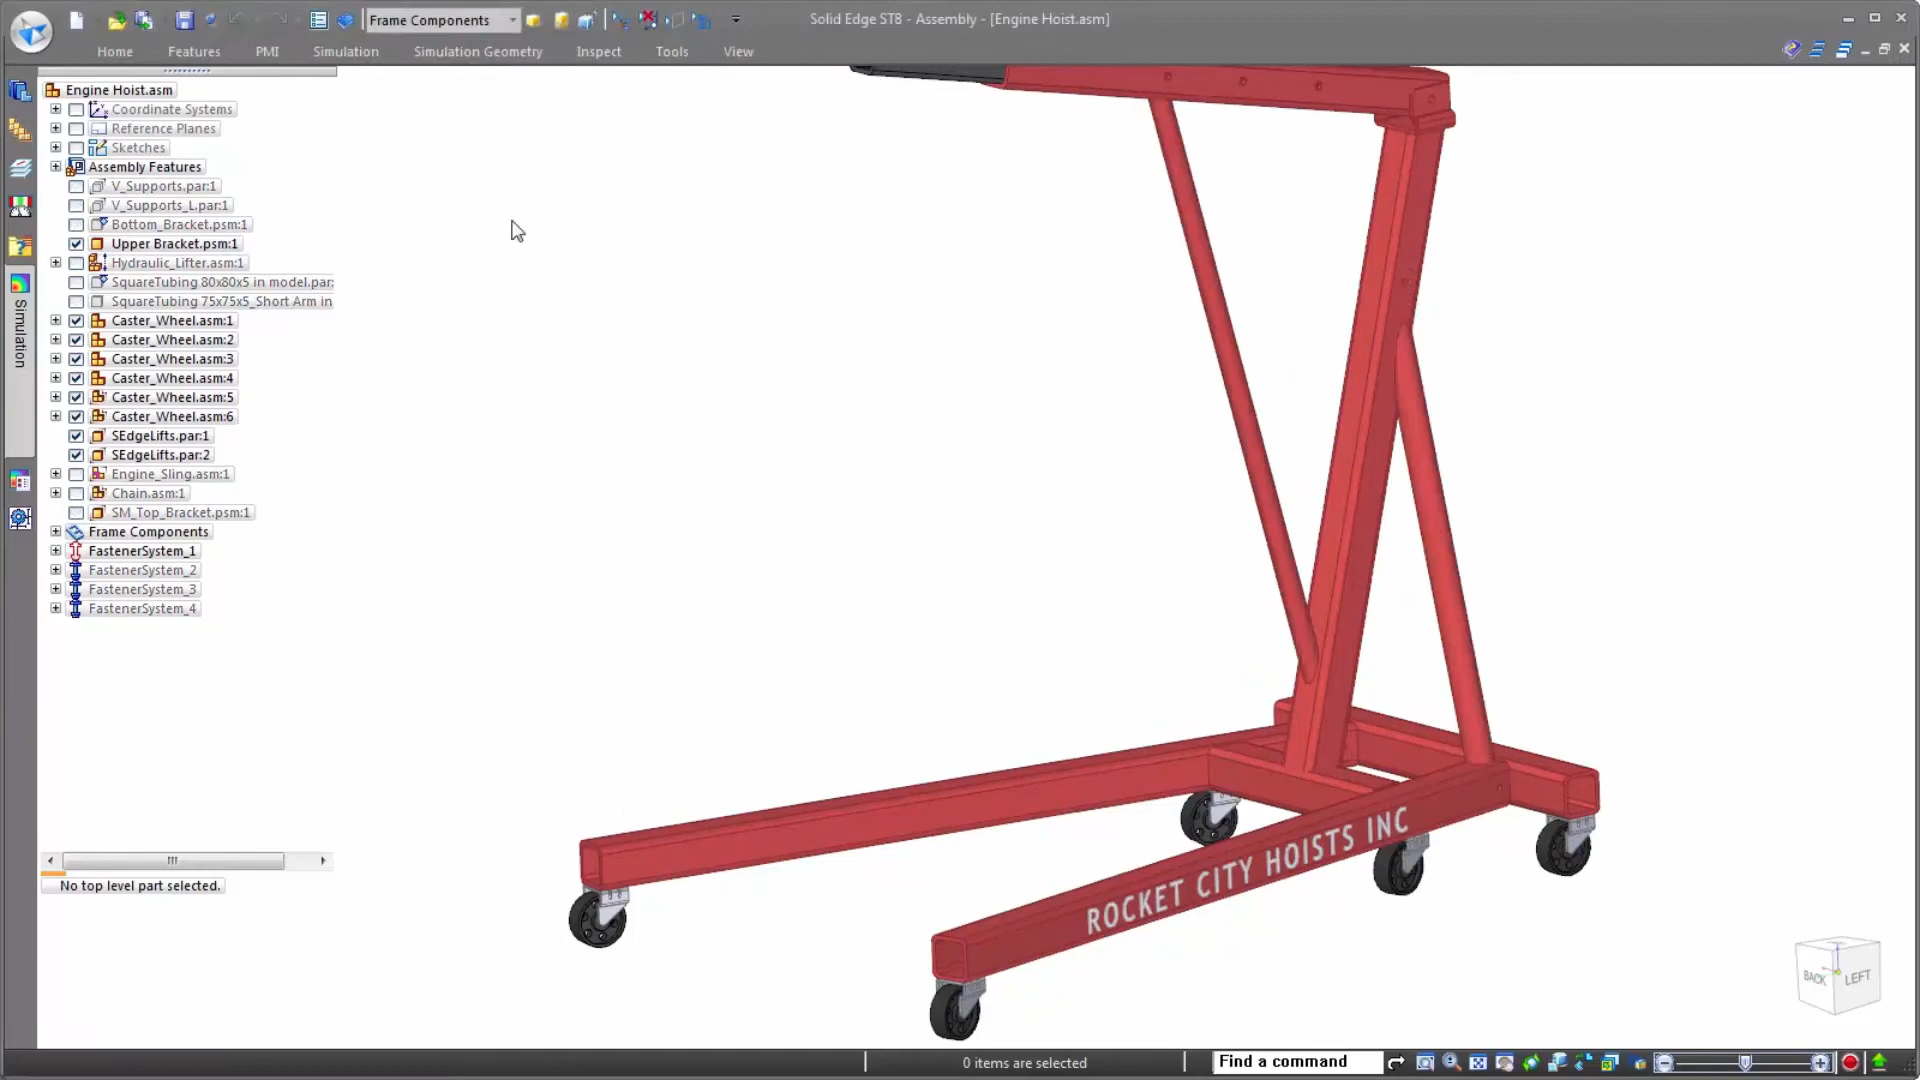 Frame Components
Solid Edge ST8 - Assembly - [Engine Hoist.asm]
Home
Features
PMI
Simulation
Simulation Geometry
Inspect
Tools
View
Engine Hoist.asm
Coordinate Systems
Reference Planes
Sketches
Assembly Features
V_Supports.par:1
V_Supports_L.par:1
Bottom_Bracket.psm:1
Upper Bracket.psm:1
Hydraulic_Lifter.asm:1
SquareTubing 80x80x5 in model.par:
SquareTubing 75x75x5_Short Arm in
Caster_Wheel.asm:1
Caster_Wheel.asm:2
Caster_Wheel.asm:3
Caster_Wheel.asm:4
Caster_Wheel.asm:5
Caster_Wheel.asm:6
SEdgeLifts.par:1
SEdgeLifts.par:2
Engine_Sling.asm:1
Chain.asm:1
SM_Top_Bracket.psm:1
Frame Components
FastenerSystem_1
FastenerSystem_2
FastenerSystem_3
FastenerSystem_4
Simulation
No top level part selected.
ROCKET CITY HOISTS INC
BACK
LEFT
0 items are selected
Find a command